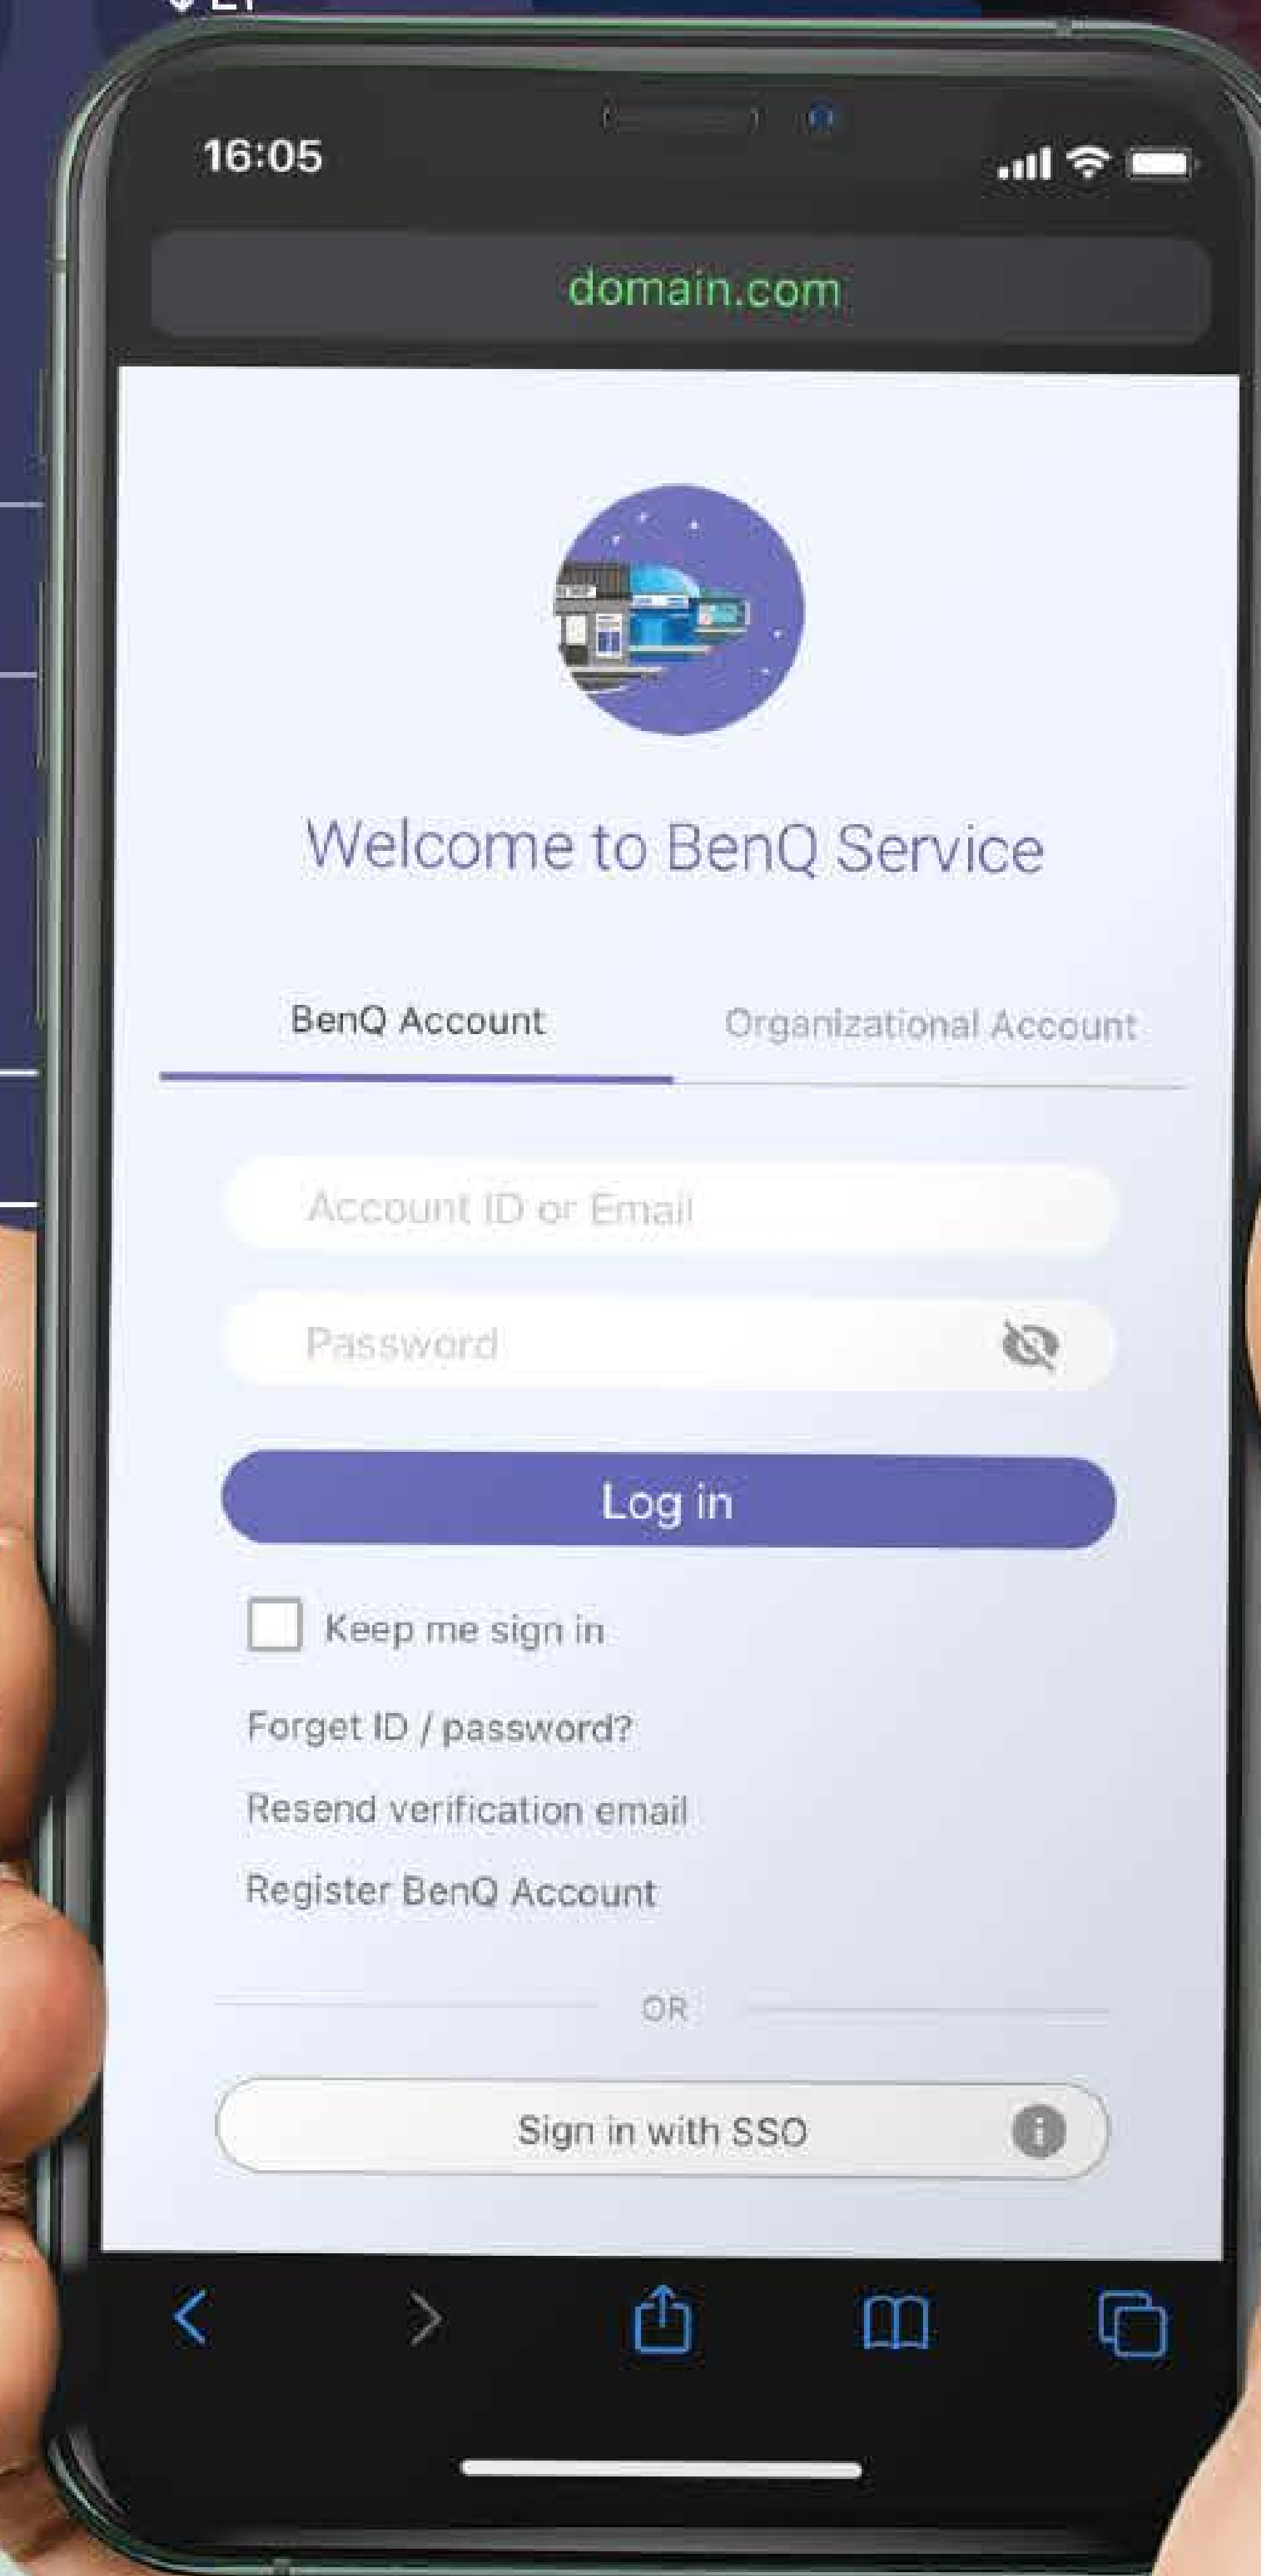 16:05
domain.com
Welcome to BenQ Service
BenQ Account
Organizational Account
Account ID or Email
Password
Log in
Keep me sign in
Forget ID / password?
Resend verification email
Register BenQ Account
OR
Sign in with SSO